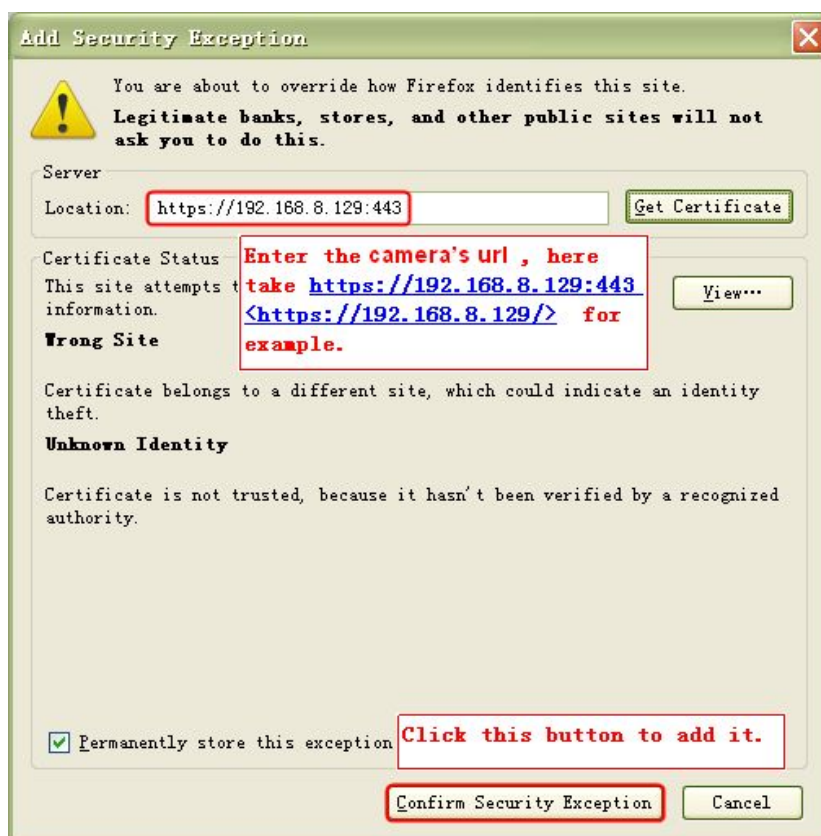 Add Security Exception
You are about to override how Firefox identifies this site.
Legitimate banks, stores, and other public sites will not
ask you to do this.
Server
Location: https://192.168.8.129:443 Get Certificate
Certificate Status
This site attempts t
information.
View...
Enter the camera's url , here
take https://192.168.8.129:443
<https://192.168.8.129/> for
example.
Wrong Site
Certificate belongs to a different site, which could indicate an identity
theft.
Unknown Identity
Certificate is not trusted, because it hasn't been verified by a recognized
authority.
Permanently store this exception
Click this button to add it.
Confirm Security Exception Cancel